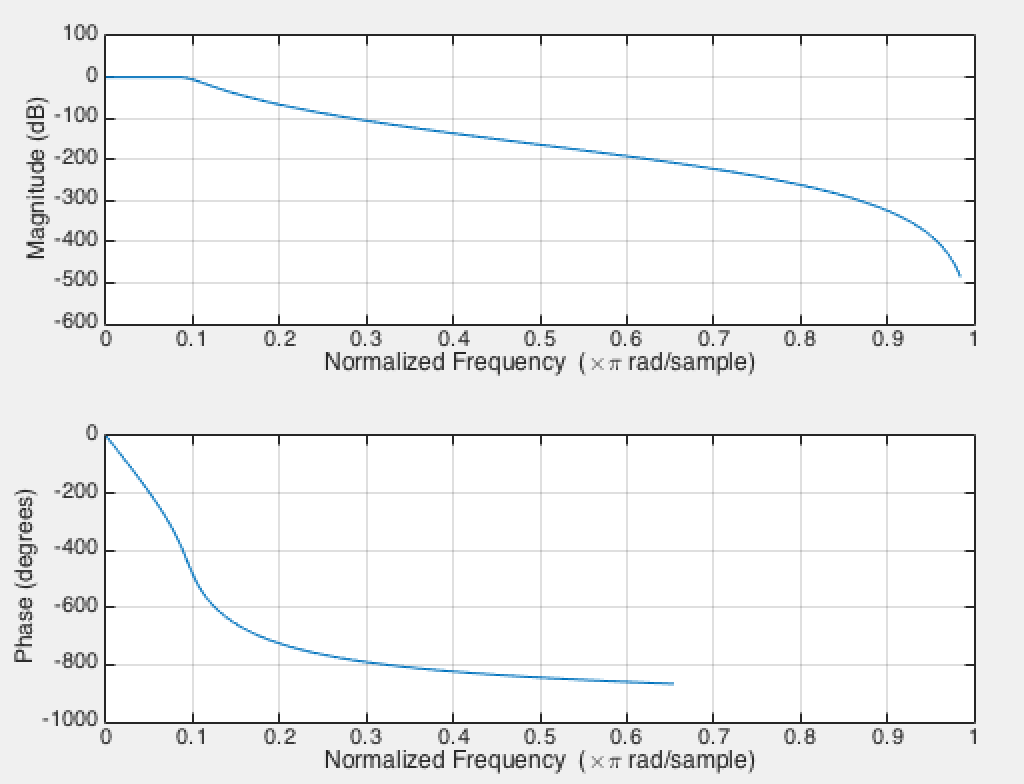 100
0
-100
-200
-300
-400
-500
-600
Magnitude (dB)
0 0.1 0.2 0.3 0.4 0.5 0.6 0.7 0.8 0.9 1
Normalized Frequency (×π rad/sample)
0
-200
-400
-600
-800
-1000
Phase (degrees)
0 0.1 0.2 0.3 0.4 0.5 0.6 0.7 0.8 0.9 1
Normalized Frequency (×π rad/sample)